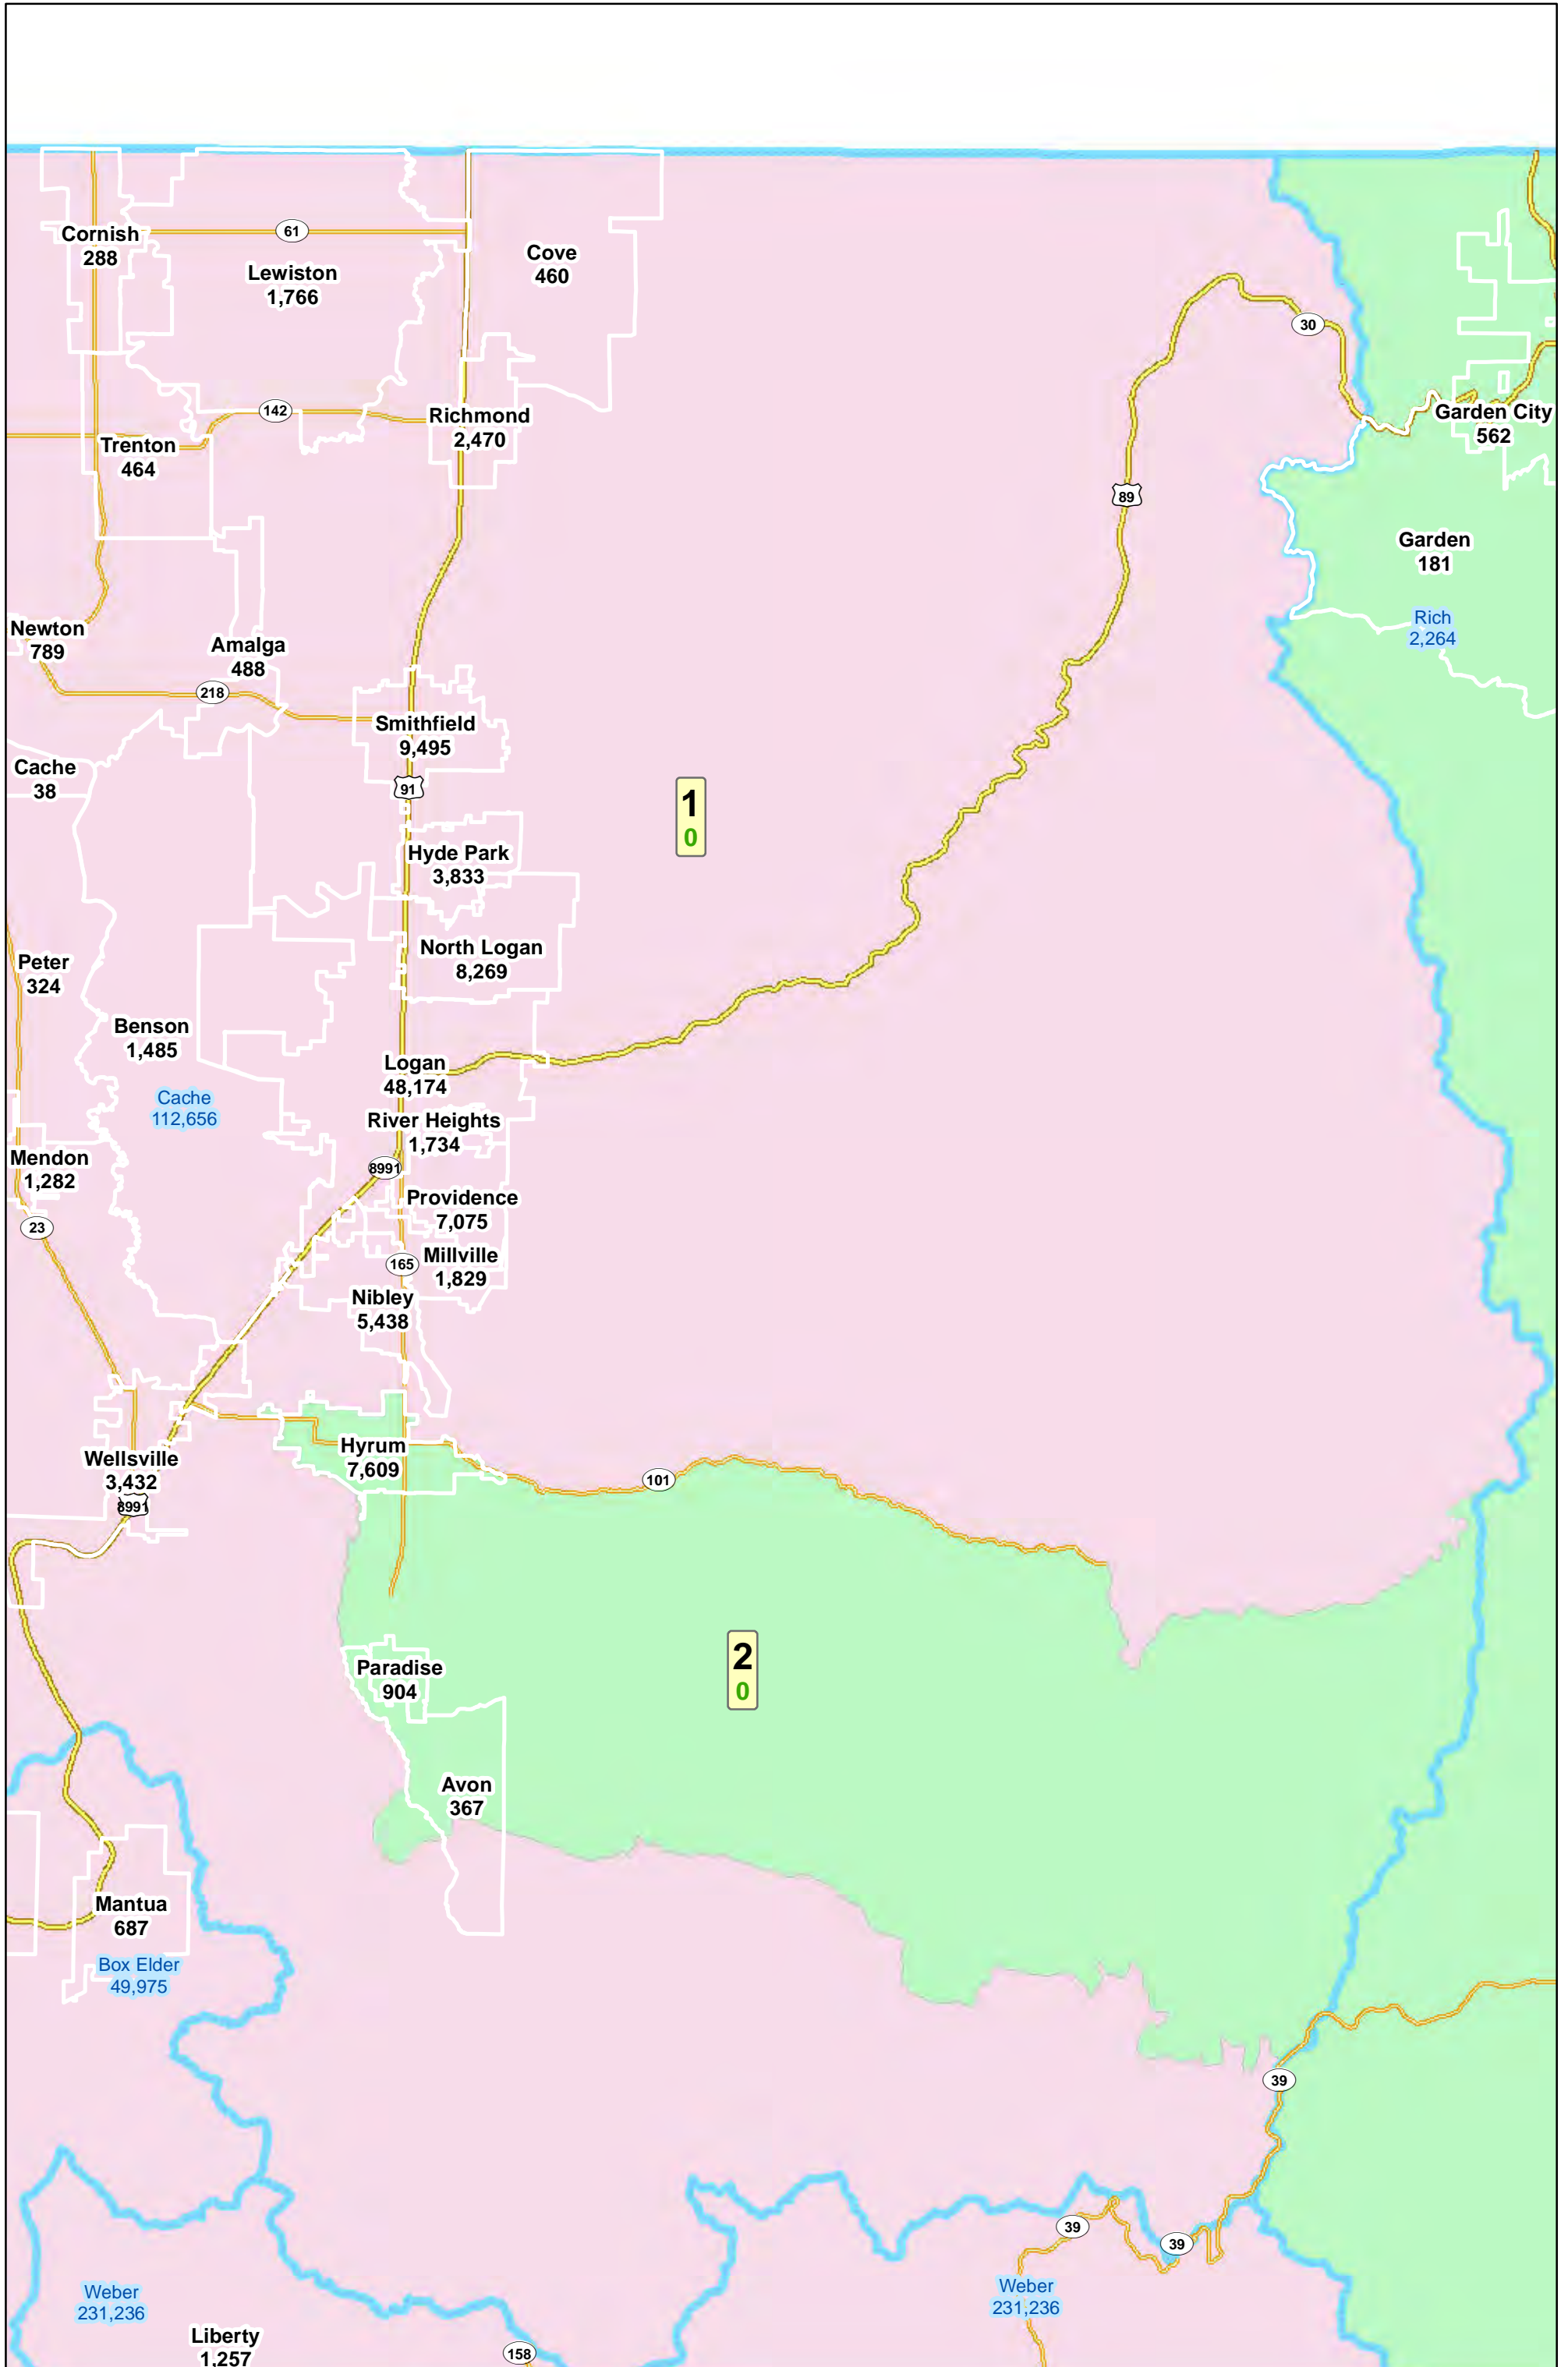 Cornish
288
61
Lewiston
1,766
Cove
460
30
142
Richmond
2,470
Trenton
464
Garden City
562
89
Garden
181
Rich
2,264
Newton
789
Amalga
488
218
Smithfield
9,495
Cache
38
91
1
0
Hyde Park
3,833
North Logan
8,269
Peter
324
Benson
1,485
Logan
48,174
Cache
112,656
River Heights
1,734
Mendon
1,282
8991
Providence
7,075
23
Millville
1,829
165
Nibley
5,438
Hyrum
7,609
Wellsville
3,432
8991
101
2
0
Paradise
904
Avon
367
Mantua
687
Box Elder
49,975
39
39
39
Weber
231,236
Weber
231,236
Liberty
1,257
158